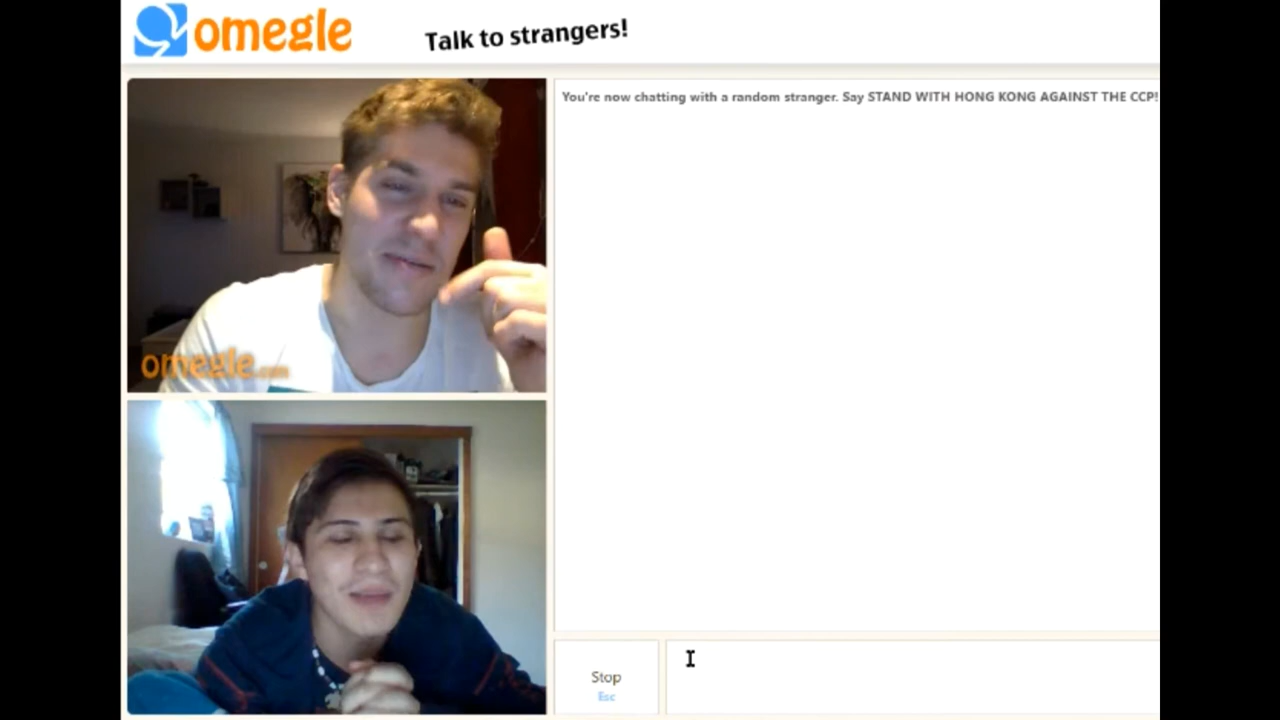 omegle
Talk to strangers!
You're now chatting with a random stranger. Say STAND WITH HONG KONG AGAINST THE CCP!
omegle.com
Stop
Esc